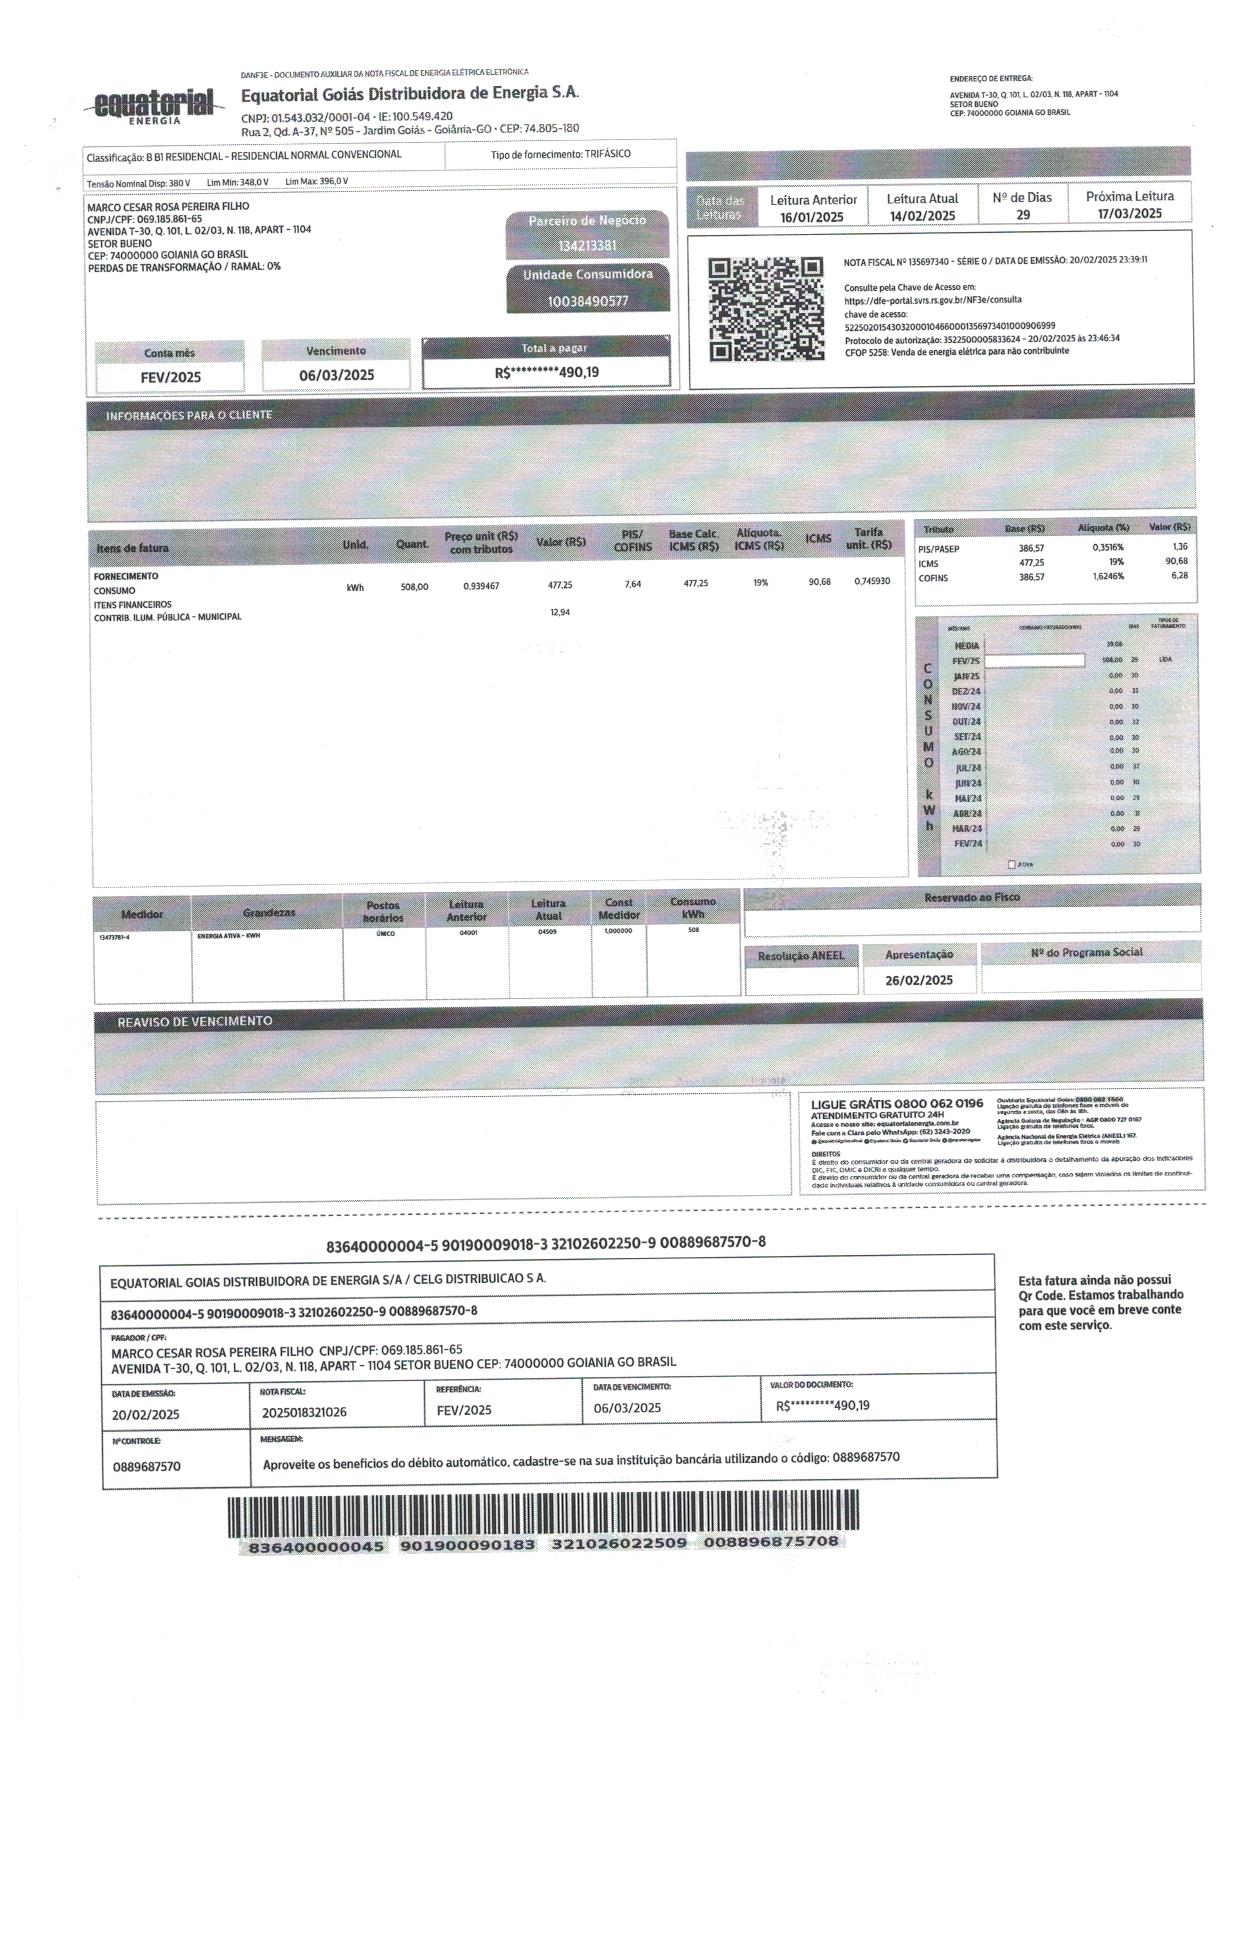 DANF3E - DOCUMENTO AUXILIAR DA NOTA FISCAL DE ENERGIA ELÉTRICA ELETRÔNICA
equatorial
ENERGIA
Equatorial Goiás Distribuidora de Energia S.A.
CNPJ: 01.543.032/0001-04 · IE: 100.549.420
Rua 2, Qd. A-37, Nº 505 - Jardim Goiás - Goiânia-GO · CEP: 74.805-180
ENDEREÇO DE ENTREGA:
AVENIDA T-30, Q. 101, L. 02/03, N. 118, APART - 1104
SETOR BUENO
CEP: 74000000 GOIANIA GO BRASIL
Classificação: B B1 RESIDENCIAL - RESIDENCIAL NORMAL CONVENCIONAL
Tipo de fornecimento: TRIFÁSICO
Tensão Nominal Disp: 380 V Lim Min: 348,0 V Lim Max: 396,0 V
MARCO CESAR ROSA PEREIRA FILHO
CNPJ/CPF: 069.185.861-65
AVENIDA T-30, Q. 101, L. 02/03, N. 118, APART - 1104
SETOR BUENO
CEP: 74000000 GOIANIA GO BRASIL
PERDAS DE TRANSFORMAÇÃO / RAMAL: 0%
Parceiro de Negócio
134213381
Unidade Consumidora
10038490577
Data das Leituras Leitura Anterior Leitura Atual Nº de Dias Próxima Leitura
16/01/2025 14/02/2025 29 17/03/2025
NOTA FISCAL Nº 135697340 - SÉRIE 0 / DATA DE EMISSÃO: 20/02/2025 23:39:11
Consulte pela Chave de Acesso em:
https://dfe-portal.svrs.rs.gov.br/NF3e/consulta
chave de acesso:
52250201543032000104660001356973401000906999
Protocolo de autorização: 3522500005833624 - 20/02/2025 às 23:46:34
CFOP 5258: Venda de energia elétrica para não contribuinte
Conta mês Vencimento Total a pagar
FEV/2025 06/03/2025 R$*********490,19
INFORMAÇÕES PARA O CLIENTE
Itens de fatura Unid. Quant. Preço unit (R$) com tributos Valor (R$) PIS/ COFINS Base Calc. ICMS (R$) Alíquota. ICMS (R$) ICMS Tarifa unit. (R$)
FORNECIMENTO
CONSUMO kWh 508,00 0,939467 477,25 7,64 477,25 19% 90,68 0,745930
ITENS FINANCEIROS
CONTRIB. ILUM. PÚBLICA - MUNICIPAL 12,94
Tributo Base (R$) Alíquota (%) Valor (R$)
PIS/PASEP 386,57 0,3516% 1,36
ICMS 477,25 19% 90,68
COFINS 386,57 1,6246% 6,28
CONSUMO kWh
MÊS/ANO CONSUMO FATURADO(kWh) DIAS TIPOS DE FATURAMENTO
MÉDIA 39,08
FEV/25 508,00 29 LIDA
JAN/25 0,00 30
DEZ/24 0,00 33
NOV/24 0,00 30
OUT/24 0,00 32
SET/24 0,00 30
AGO/24 0,00 30
JUL/24 0,00 32
JUN/24 0,00 30
MAI/24 0,00 29
ABR/24 0,00 31
MAR/24 0,00 29
FEV/24 0,00 30
Ativa
Medidor Grandezas Postos horários Leitura Anterior Leitura Atual Const Medidor Consumo kWh
13473781-4 ENERGIA ATIVA - KWH ÚNICO 04001 04509 1,000000 508
Reservado ao Fisco
Resolução ANEEL Apresentação Nº do Programa Social
26/02/2025
REAVISO DE VENCIMENTO
LIGUE GRÁTIS 0800 062 0196
ATENDIMENTO GRATUITO 24H
Acesse o nosso site: equatorialenergia.com.br
Fale com a Clara pelo WhatsApp: (62) 3243-2020
Ouvidoria Equatorial Goiás: 0800 062 1500
Ligação gratuita de telefones fixos e móveis de
segunda a sexta, das 08h às 18h.
Agência Goiana de Regulação - AGR 0800 727 0167
Ligação gratuita de telefones fixos.
Agência Nacional de Energia Elétrica (ANEEL) 167.
Ligação gratuita de telefones fixos e móveis
DIREITOS
É direito do consumidor ou da central geradora de solicitar à distribuidora o detalhamento da apuração dos indicadores
DIC, FIC, DMIC e DICRI a qualquer tempo.
É direito do consumidor ou da central geradora de receber uma compensação, caso sejam violados os limites de continui-
dade individuais relativos à unidade consumidora ou central geradora.
83640000004-5 90190009018-3 32102602250-9 00889687570-8
EQUATORIAL GOIAS DISTRIBUIDORA DE ENERGIA S/A / CELG DISTRIBUICAO S A.
83640000004-5 90190009018-3 32102602250-9 00889687570-8
PAGADOR / CPF:
MARCO CESAR ROSA PEREIRA FILHO CNPJ/CPF: 069.185.861-65
AVENIDA T-30, Q. 101, L. 02/03, N. 118, APART - 1104 SETOR BUENO CEP: 74000000 GOIANIA GO BRASIL
DATA DE EMISSÃO: NOTA FISCAL: REFERÊNCIA: DATA DE VENCIMENTO: VALOR DO DOCUMENTO:
20/02/2025 2025018321026 FEV/2025 06/03/2025 R$*********490,19
Nº CONTROLE: MENSAGEM:
0889687570 Aproveite os benefícios do débito automático, cadastre-se na sua instituição bancária utilizando o código: 0889687570
Esta fatura ainda não possui
Qr Code. Estamos trabalhando
para que você em breve conte
com este serviço.
836400000045 901900090183 321026022509 008896875708